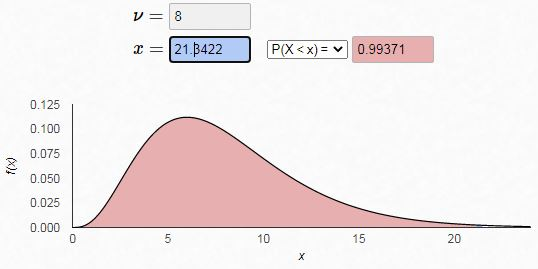 ν = 8
x = 21.3422 P(X < x) = 0.99371
0.125
0.100
0.075
0.050
0.025
0.000
f(x)
0 5 10 15 20
x